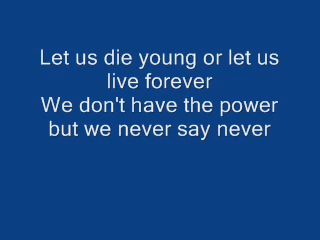 Let us die young or let us
live forever
We don't have the power
but we never say never